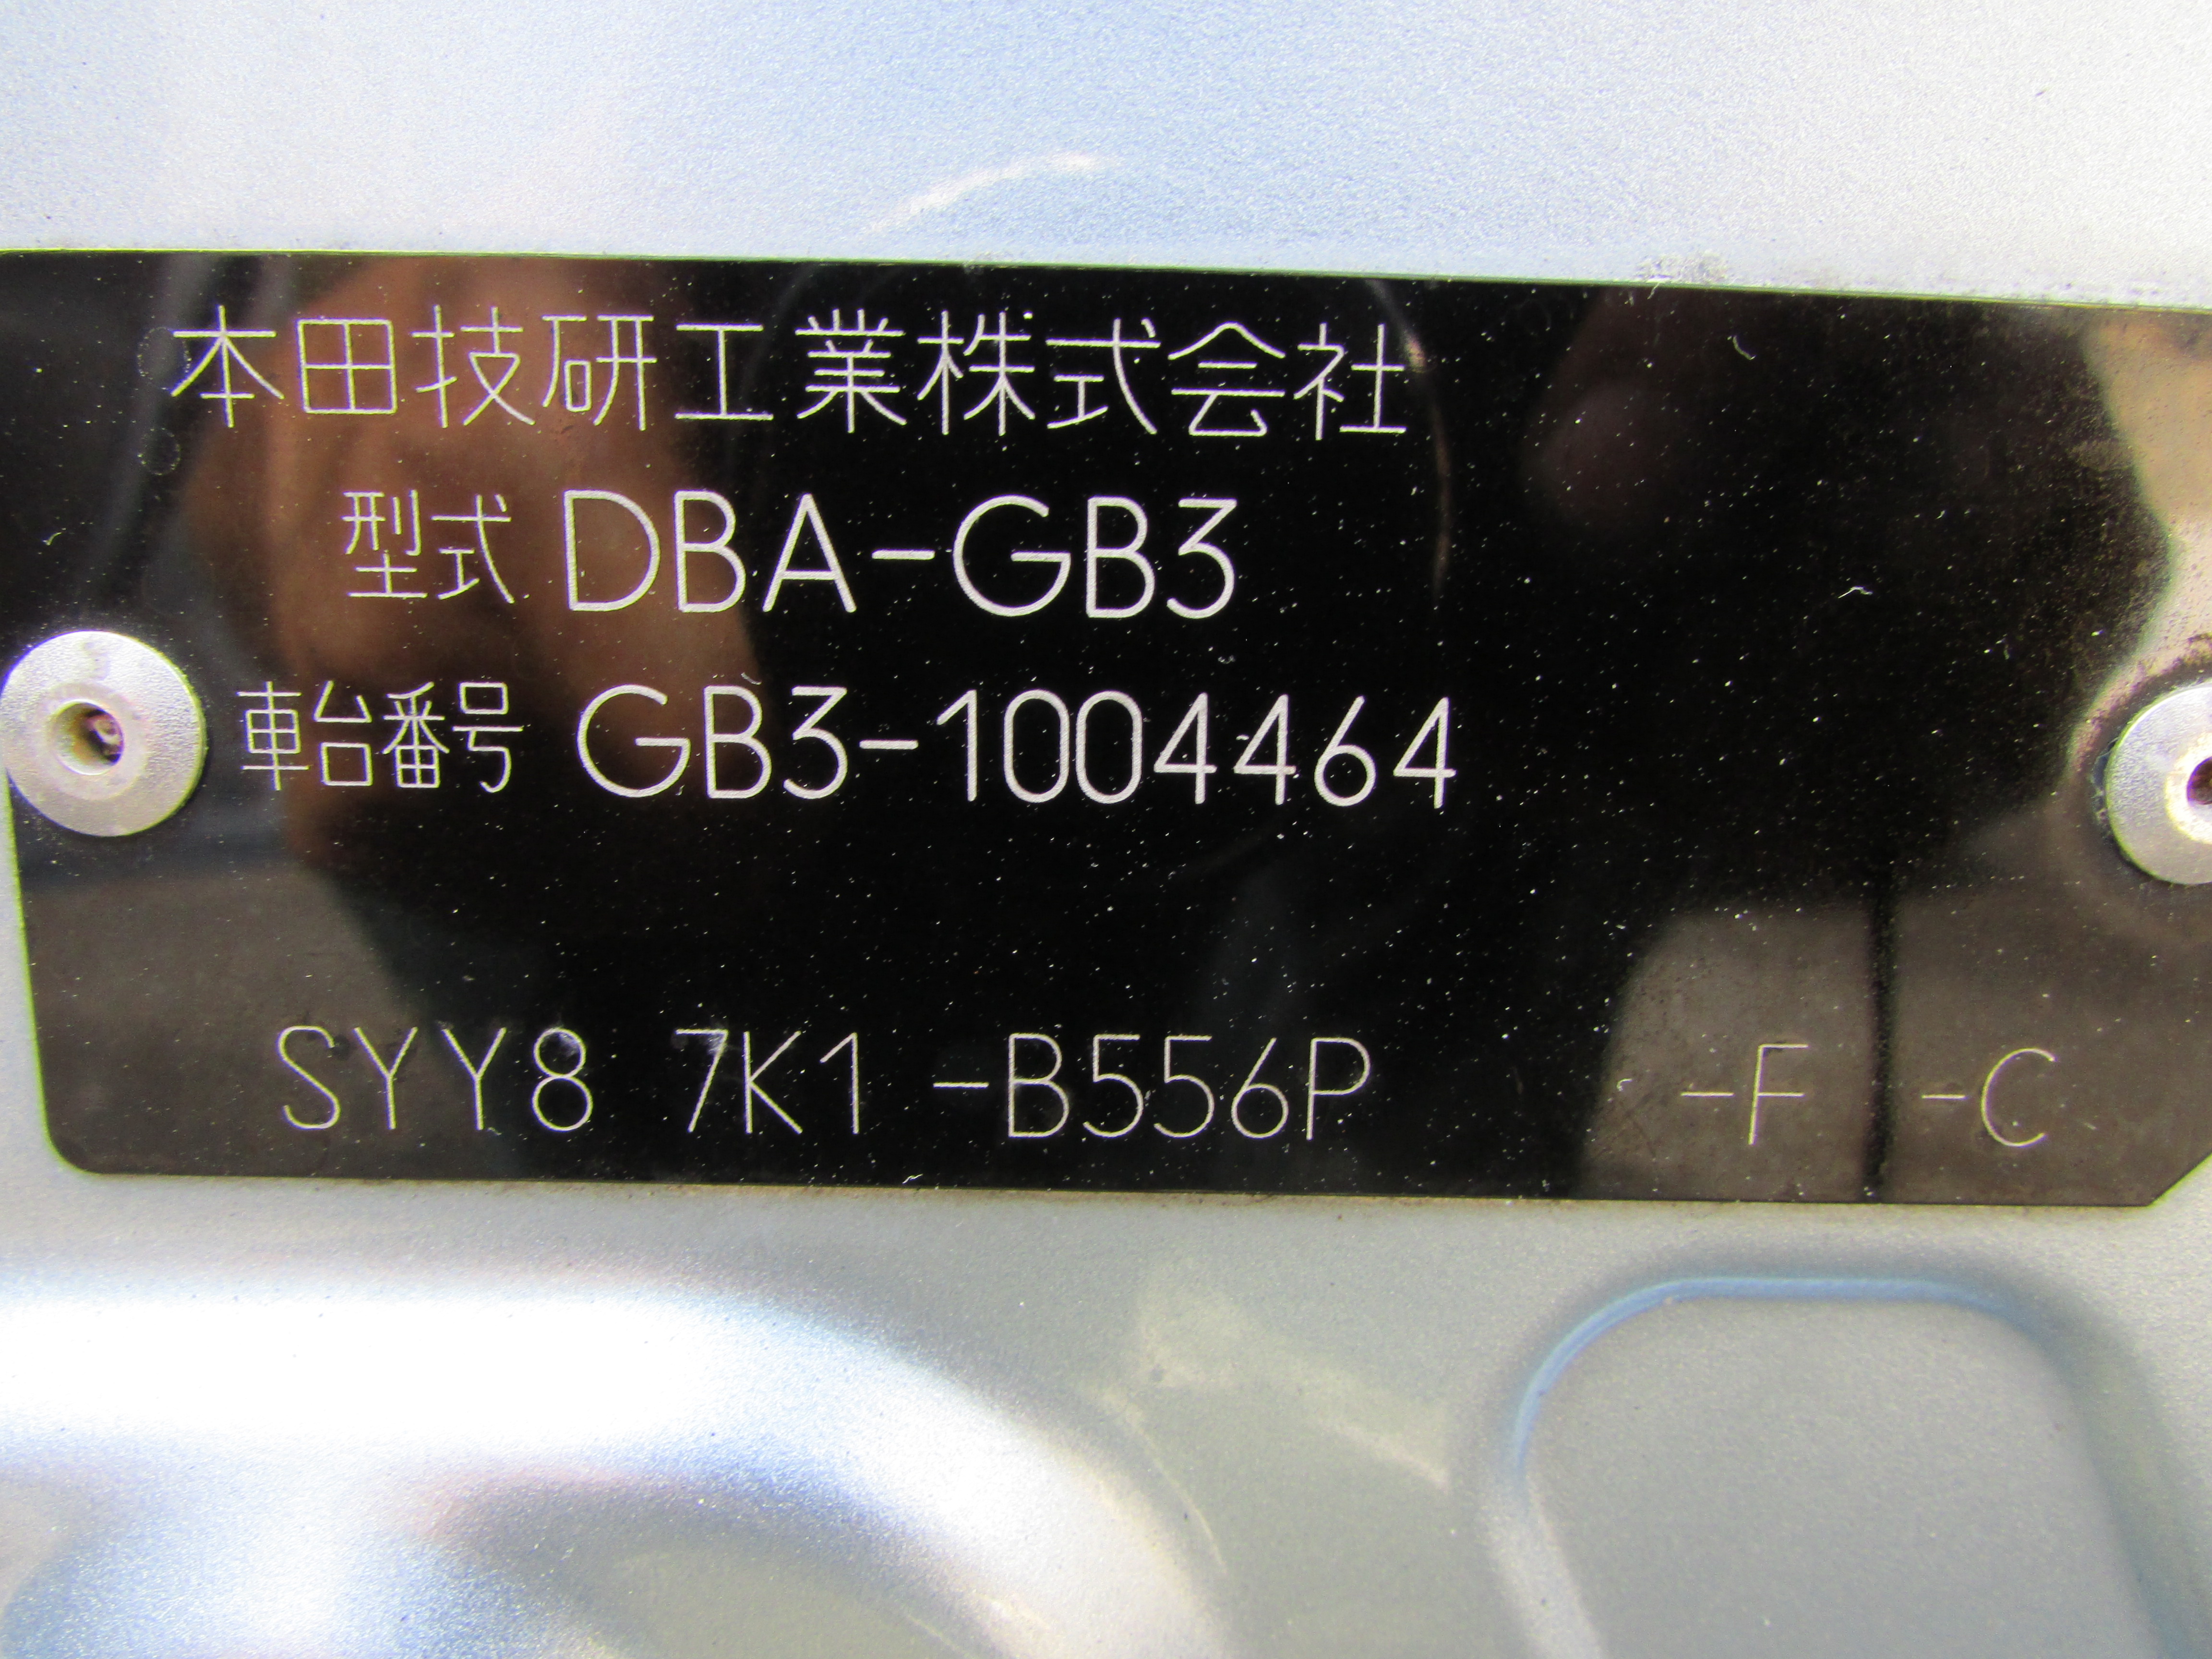 本田技研工業株式会社
型式 DBA-GB3
車台番号 GB3-1004464
SYY8 7K1 -B556P -F -C